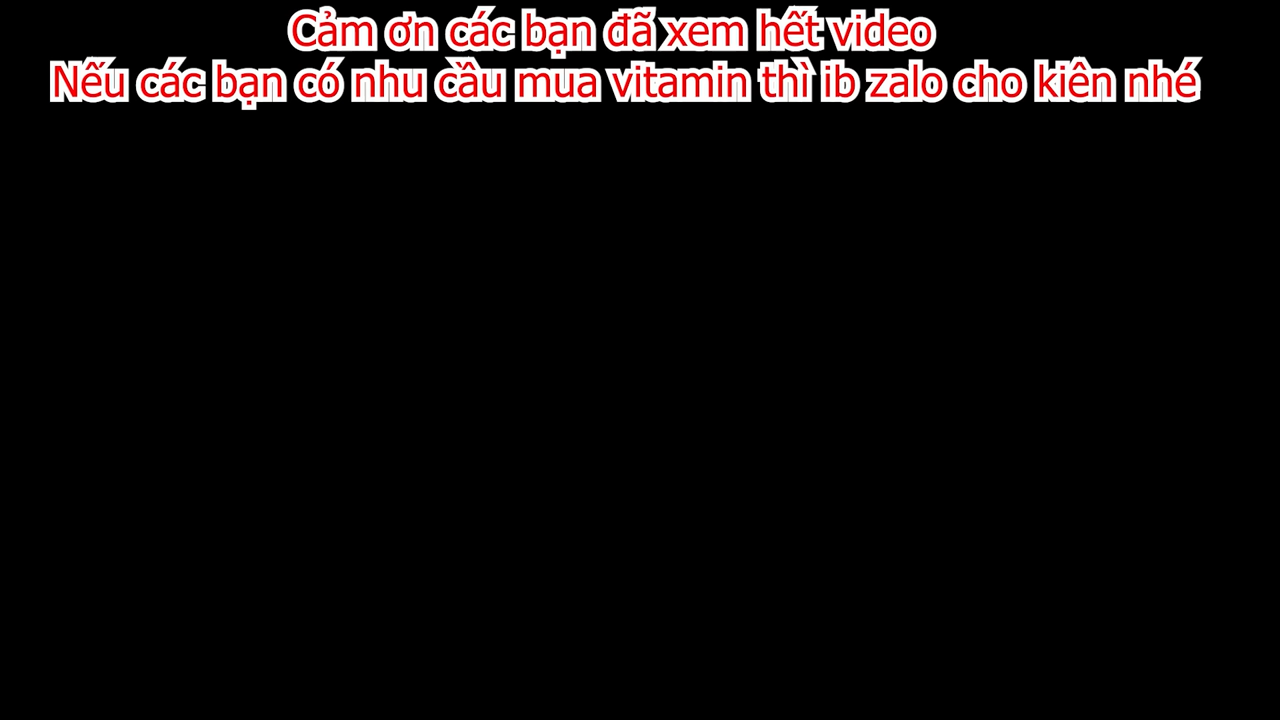 Cảm ơn các bạn đã xem hết video
Nếu các bạn có nhu cầu mua vitamin thì ib zalo cho kiên nhé